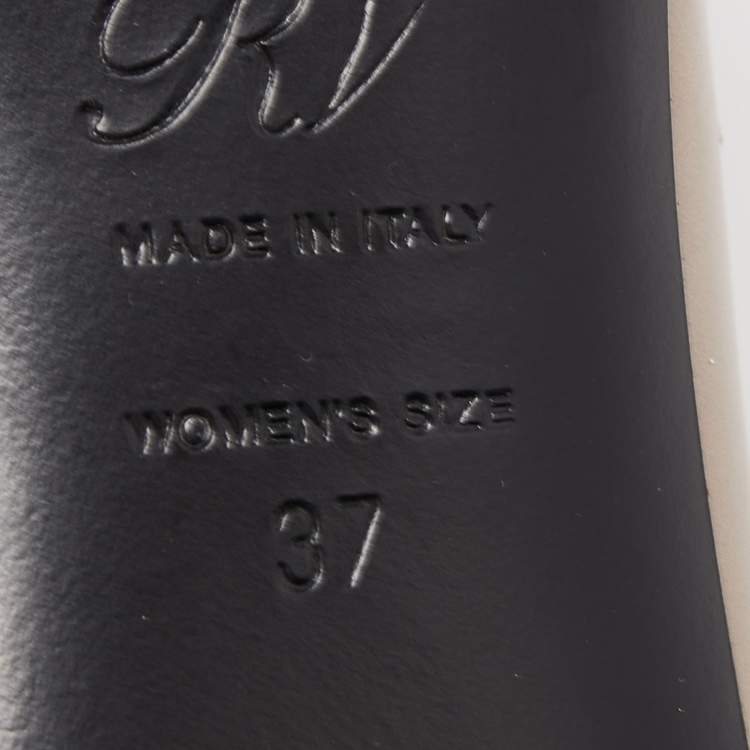 RV
MADE IN ITALY
WOMEN'S SIZE
37